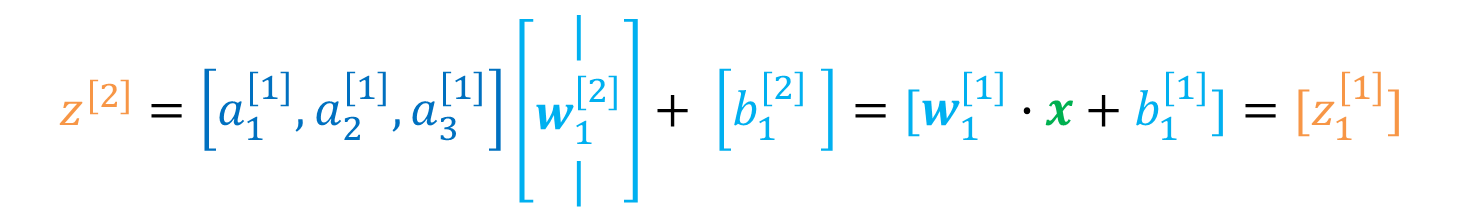 z^[2] = [a_1^[1], a_2^[1], a_3^[1]] [| w_1^[2] |] + [b_1^[2]] = [w_1^[1] · x + b_1^[1]] = [z_1^[1]]